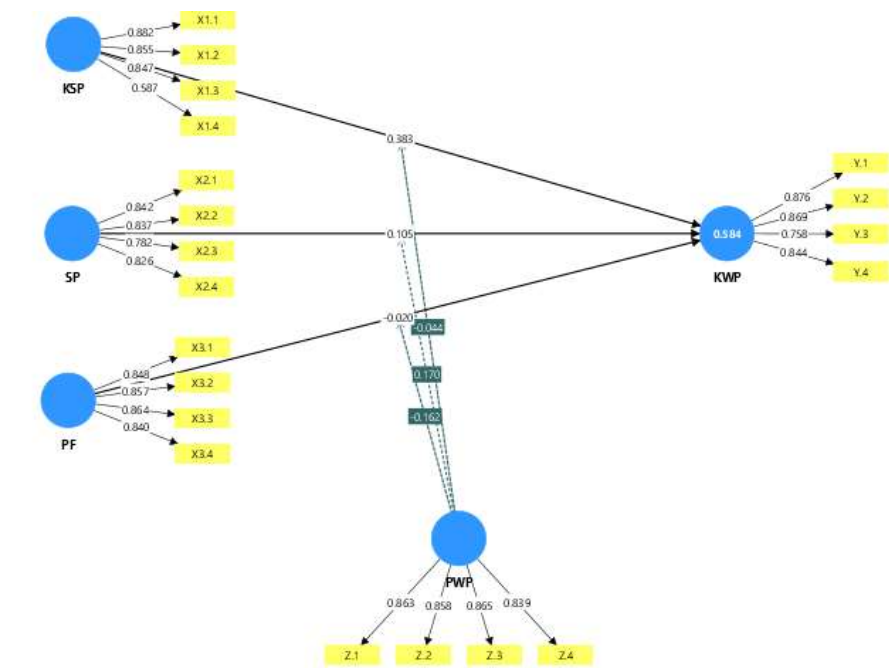 X1.1
0.882
X1.2
0.855
0.847
X1.3
KSP
0.587
X1.4
0.383
X2.1
0.842
X2.2
0.837
0.782
X2.3
0.826
X2.4
SP
0.105
Y.1
0.876
Y.2
0.869
0.584
0.758
Y.3
0.844
Y.4
KWP
-0.020
-0.044
0.170
-0.162
X3.1
0.848
X3.2
0.857
0.864
X3.3
0.840
X3.4
PF
PWP
0.863
0.858
0.865
0.839
Z.1
Z.2
Z.3
Z.4